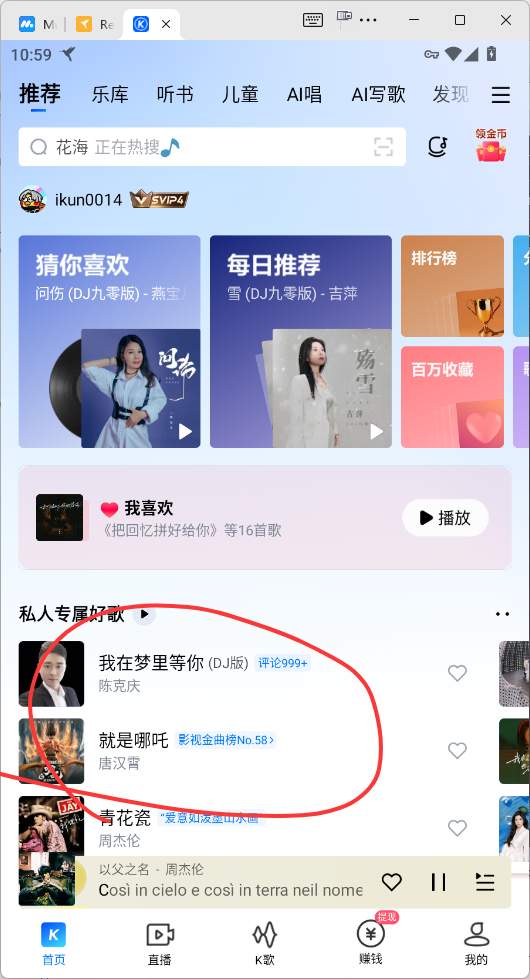 10:59
推荐 乐库 听书 儿童 AI唱 AI写歌 发现
花海 正在热搜
领金币
ikun0014 SVIP4
猜你喜欢
问伤 (DJ九零版) - 燕宝
每日推荐
雪 (DJ九零版) - 吉萍
排行榜
百万收藏
我喜欢
《把回忆拼好给你》等16首歌
播放
私人专属好歌
我在梦里等你 (DJ版) 评论999+
陈克庆
就是哪吒 影视金曲榜No.58
唐汉霄
青花瓷 “爱意如泼墨山水画”
周杰伦
以父之名 - 周杰伦
Così in cielo e così in terra neil nome
提现
首页 直播 K歌 赚钱 我的